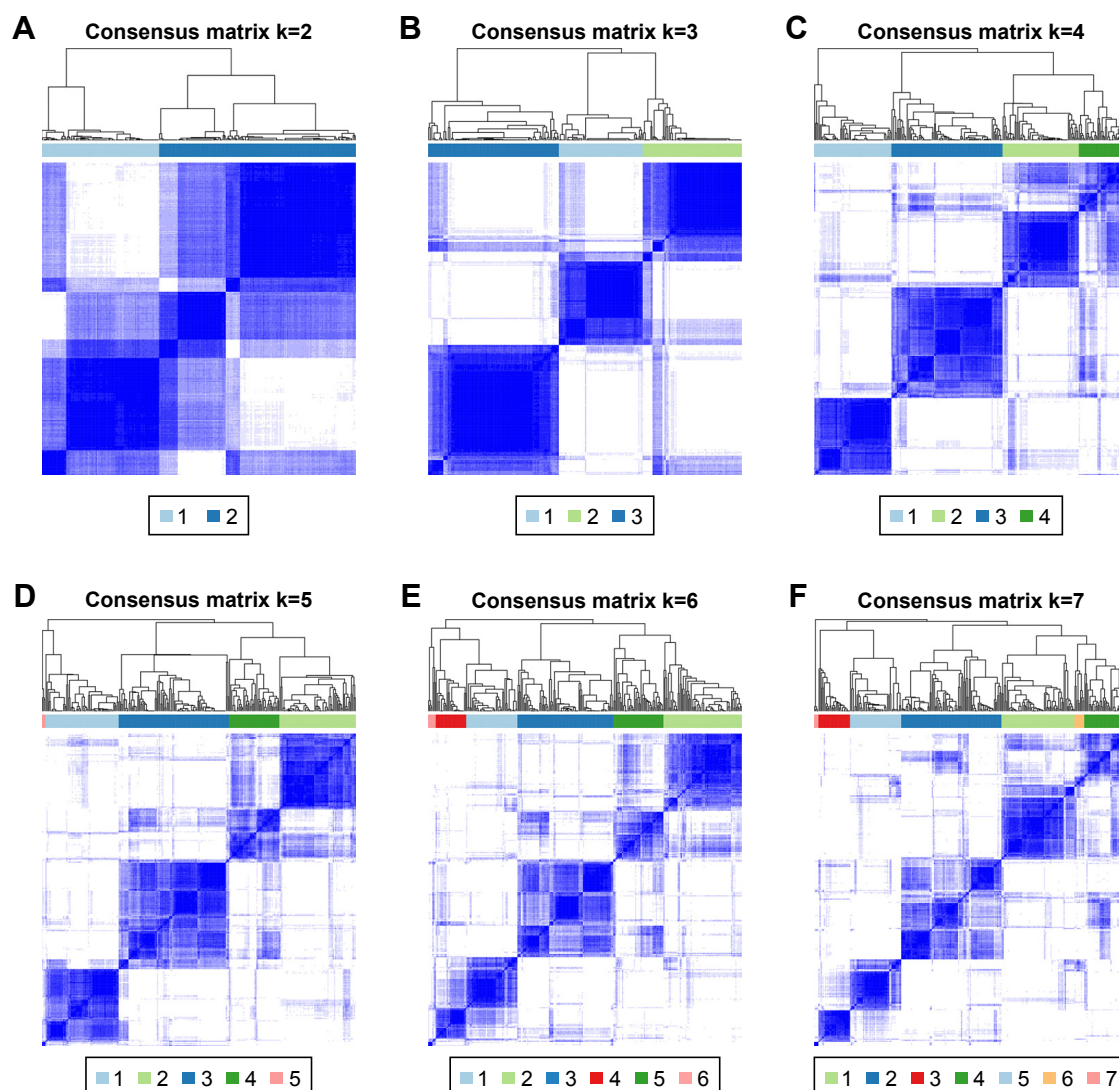 A Consensus matrix k=2
B Consensus matrix k=3
C Consensus matrix k=4
1 2
1 2 3
1 2 3 4
D Consensus matrix k=5
E Consensus matrix k=6
F Consensus matrix k=7
1 2 3 4 5
1 2 3 4 5 6
1 2 3 4 5 6 7